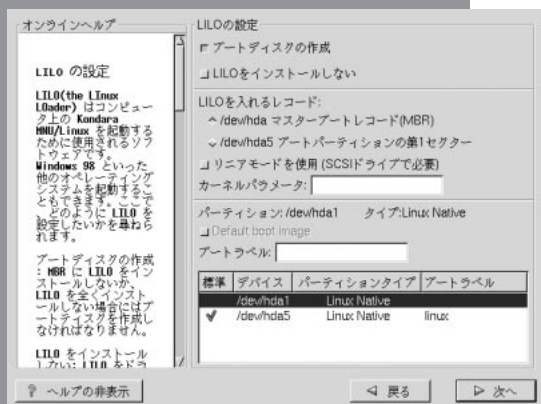 オンラインヘルプ
LILO の設定
LILO(the LInux
LOader) はコンピュー
タ上の Kondara
MNU/Linux を起動する
ために使用されるソフ
トウェアです。
Windows 98 といった
他のオペレーティング
システムを起動するこ
ともできます。ここで
、どのように LILO を
設定したいかを尋ねら
れます。
ブートディスクの作成
: MBR に LILO をイン
ストールしないか、
LILO を全くインスト
ールしない場合にはブ
ートディスクを作成し
なければなりません。
LILO をインストール
しない: LILO をドラ
ヘルプの非表示
LILOの設定
ブートディスクの作成
LILOをインストールしない
LILOを入れるレコード:
/dev/hda マスターブートレコード(MBR)
/dev/hda5 ブートパーティションの第1セクター
リニアモードを使用 (SCSIドライブで必要)
カーネルパラメータ:
パーティション:/dev/hda1 タイプ:Linux Native
Default boot image
ブートラベル:
標準 デバイス パーティションタイプ ブートラベル
/dev/hda1 Linux Native
/dev/hda5 Linux Native linux
戻る
次へ